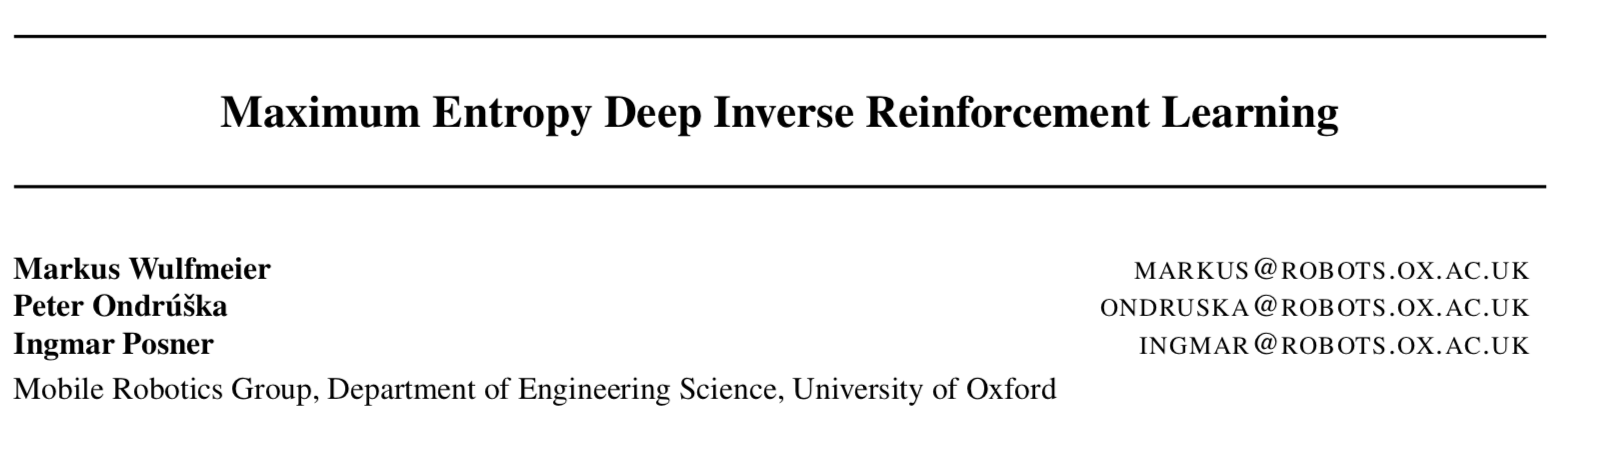 Maximum Entropy Deep Inverse Reinforcement Learning
Markus Wulfmeier MARKUS@ROBOTS.OX.AC.UK
Peter Ondrúška ONDRUSKA@ROBOTS.OX.AC.UK
Ingmar Posner INGMAR@ROBOTS.OX.AC.UK
Mobile Robotics Group, Department of Engineering Science, University of Oxford